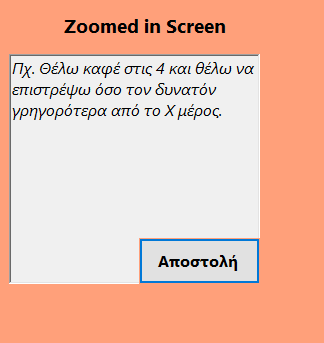 Zoomed in Screen
Πχ. Θέλω καφέ στις 4 και θέλω να
επιστρέψω όσο τον δυνατόν
γρηγορότερα από το Χ μέρος.
Αποστολή